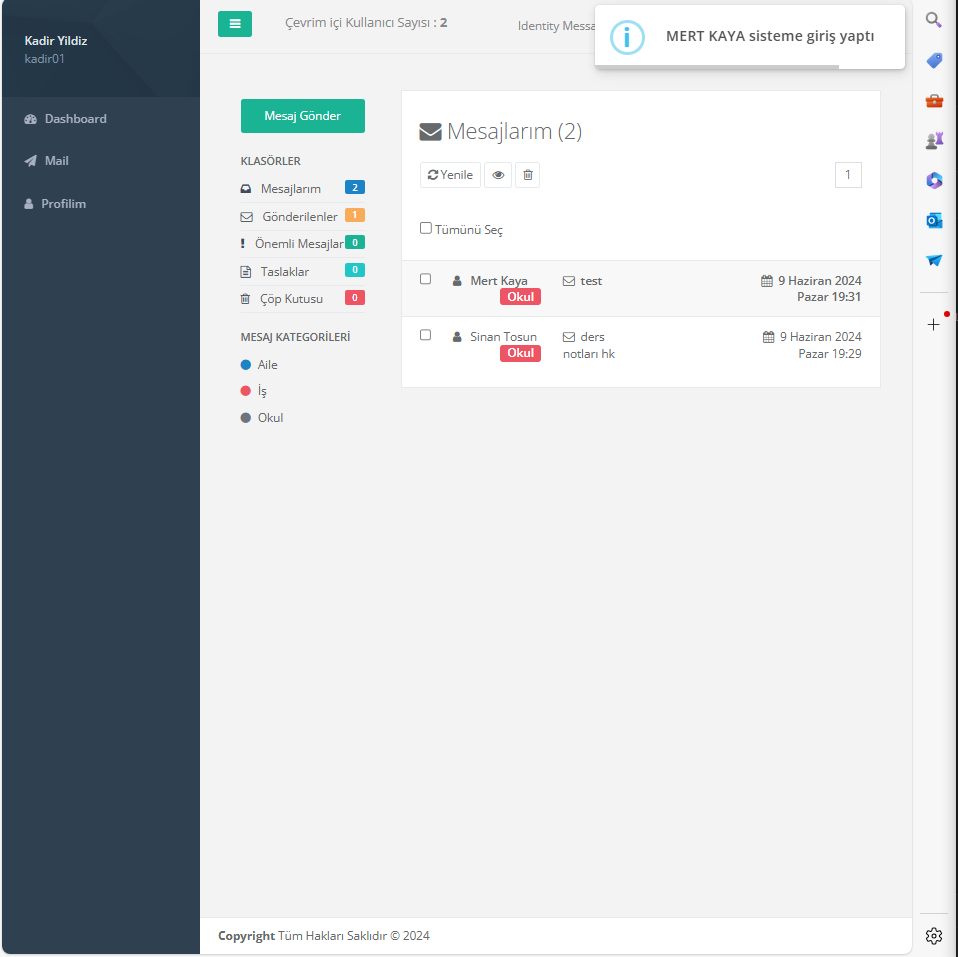 Kadir Yildiz
kadir01
Dashboard
Mail
Profilim
Çevrim içi Kullanıcı Sayısı : 2
Identity Messa
MERT KAYA sisteme giriş yaptı
Mesaj Gönder
KLASÖRLER
Mesajlarım 2
Gönderilenler 1
Önemli Mesajlar 0
Taslaklar 0
Çöp Kutusu 0
MESAJ KATEGORİLERİ
Aile
İş
Okul
Mesajlarım (2)
Yenile
1
Tümünü Seç
Mert Kaya
Okul
test
9 Haziran 2024
Pazar 19:31
Sinan Tosun
Okul
ders
notları hk
9 Haziran 2024
Pazar 19:29
Copyright Tüm Hakları Saklıdır © 2024